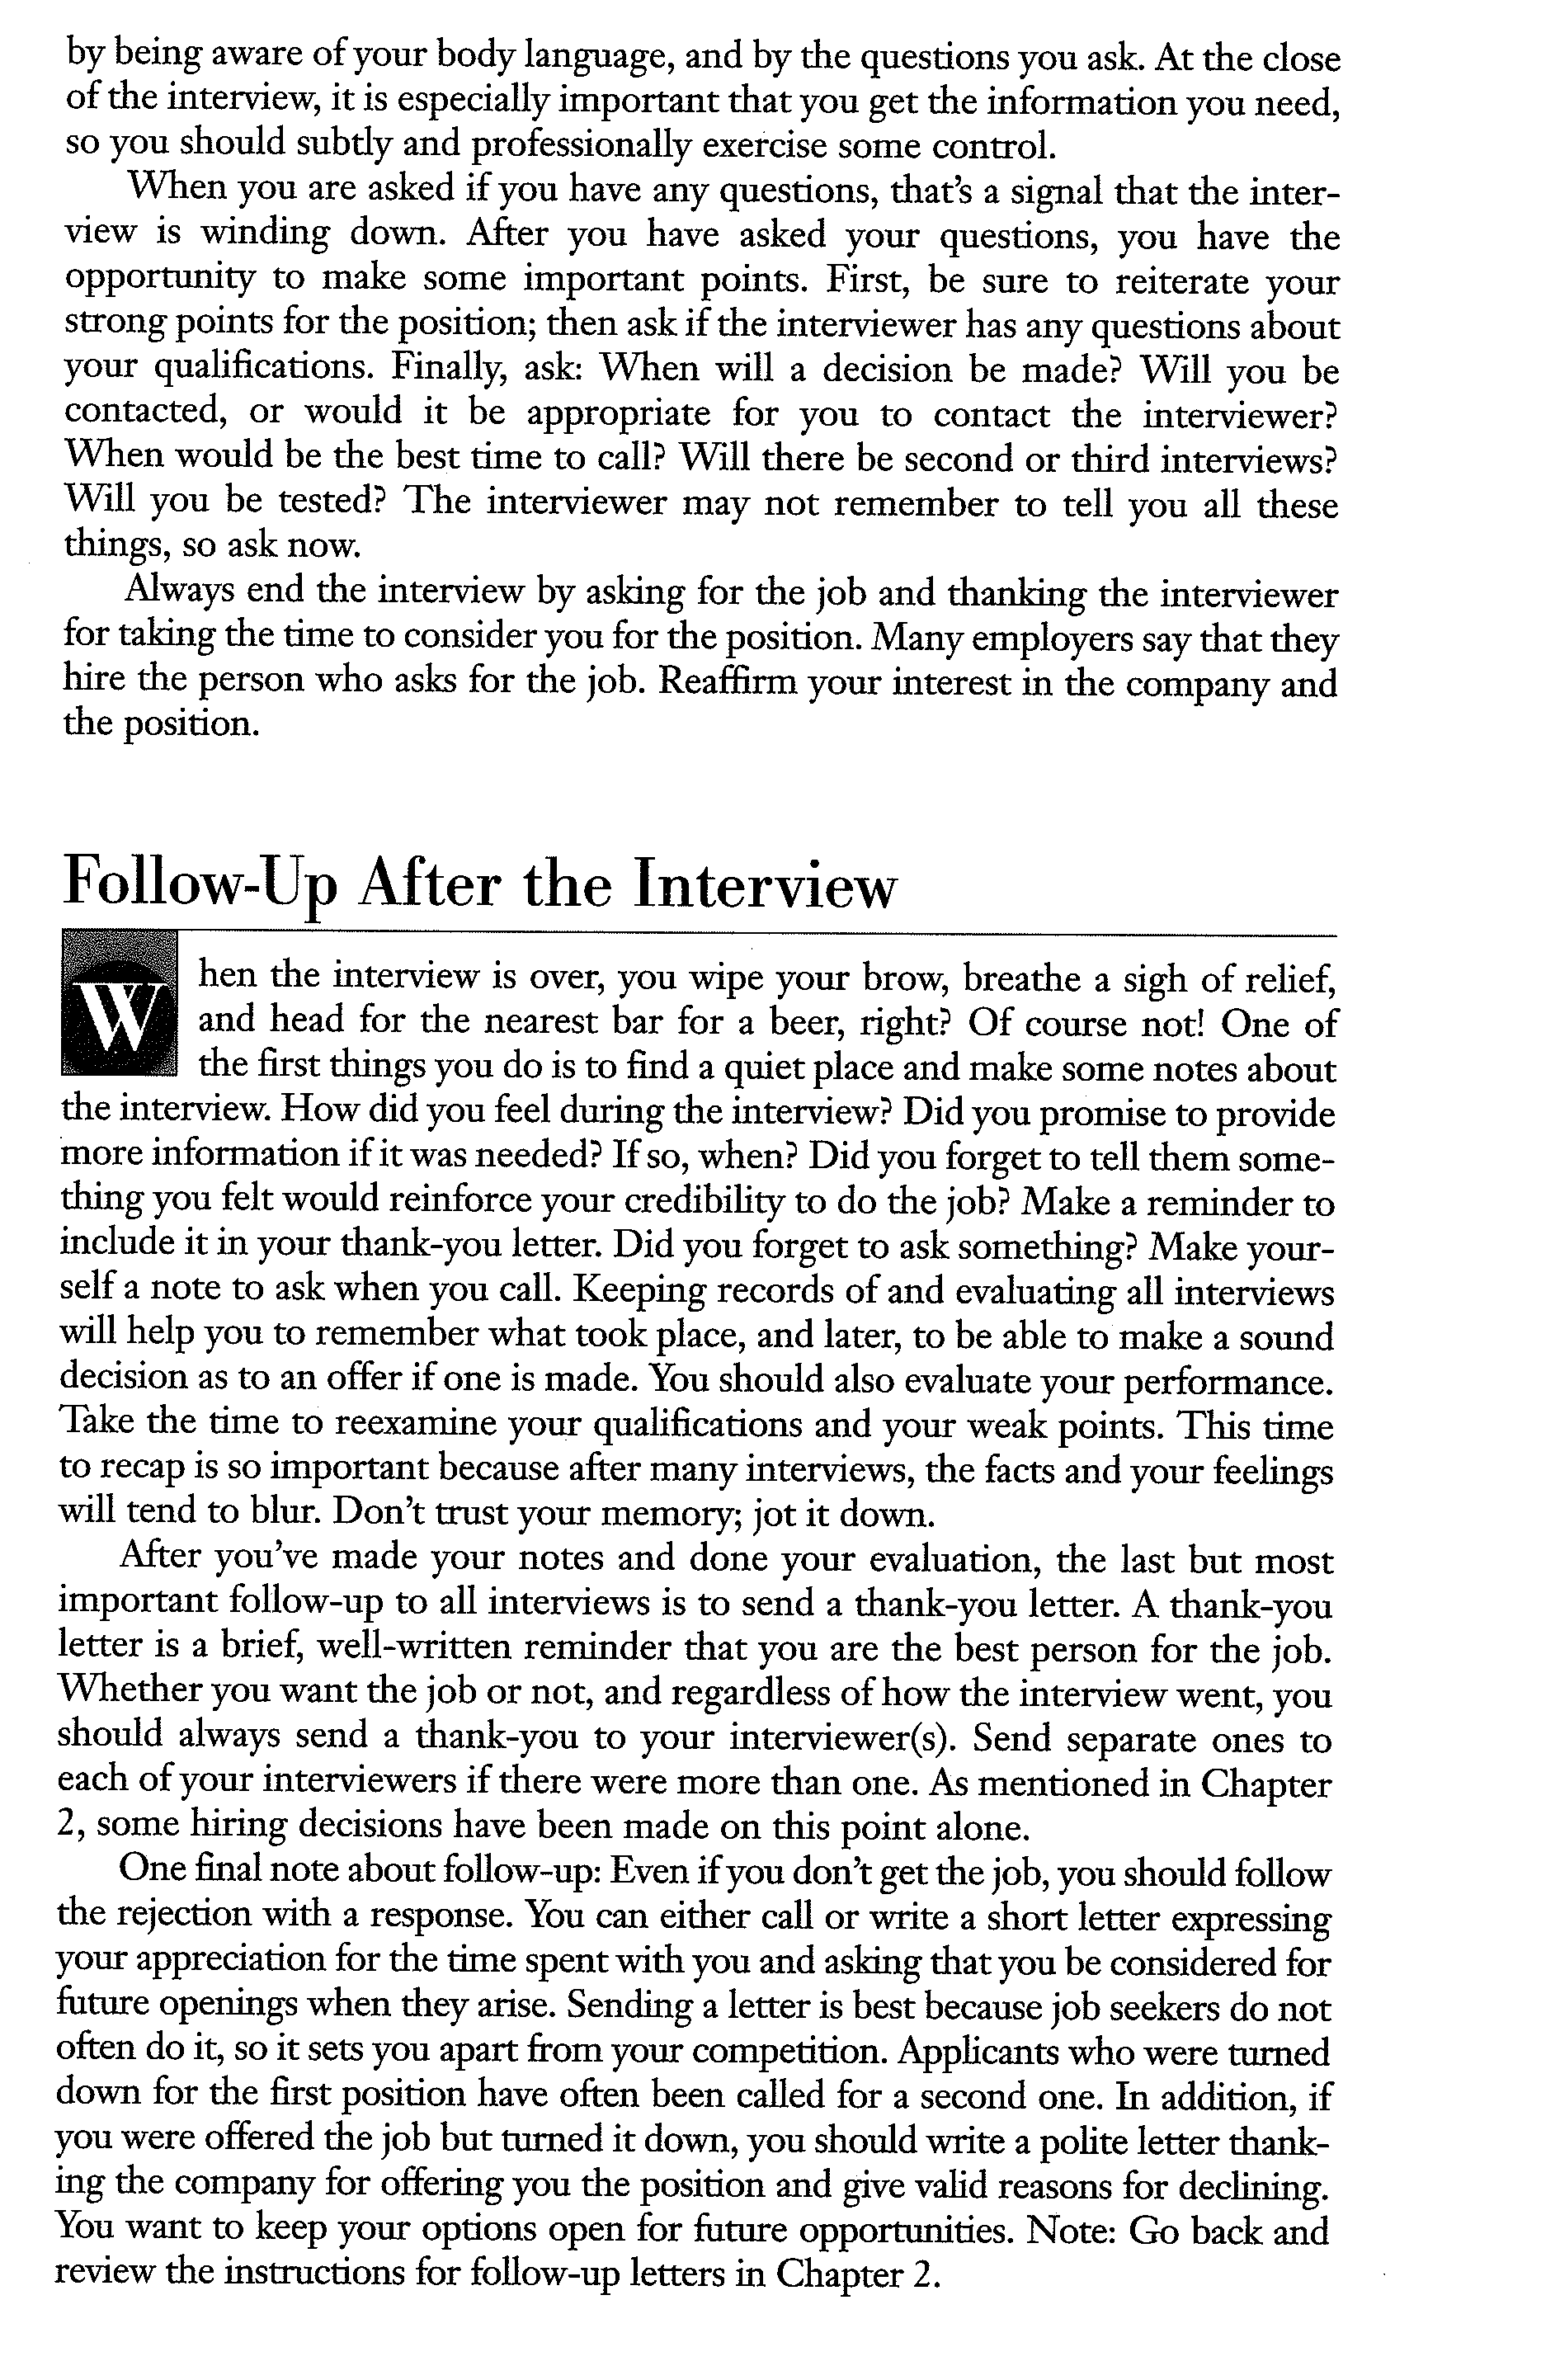 by being aware of your body language, and by the questions you ask. At the close
of the interview, it is especially important that you get the information you need,
so you should subtly and professionally exercise some control.
When you are asked if you have any questions, that's a signal that the inter-
view is winding down. After you have asked your questions, you have the
opportunity to make some important points. First, be sure to reiterate your
strong points for the position; then ask if the interviewer has any questions about
your qualifications. Finally, ask: When will a decision be made? Will you be
contacted, or would it be appropriate for you to contact the interviewer?
When would be the best time to call? Will there be second or third interviews?
Will you be tested? The interviewer may not remember to tell you all these
things, so ask now.
Always end the interview by asking for the job and thanking the interviewer
for taking the time to consider you for the position. Many employers say that they
hire the person who asks for the job. Reaffirm your interest in the company and
the position.
Follow-Up After the Interview
When the interview is over, you wipe your brow, breathe a sigh of relief,
and head for the nearest bar for a beer, right? Of course not! One of
the first things you do is to find a quiet place and make some notes about
the interview. How did you feel during the interview? Did you promise to provide
more information if it was needed? If so, when? Did you forget to tell them some-
thing you felt would reinforce your credibility to do the job? Make a reminder to
include it in your thank-you letter. Did you forget to ask something? Make your-
self a note to ask when you call. Keeping records of and evaluating all interviews
will help you to remember what took place, and later, to be able to make a sound
decision as to an offer if one is made. You should also evaluate your performance.
Take the time to reexamine your qualifications and your weak points. This time
to recap is so important because after many interviews, the facts and your feelings
will tend to blur. Don't trust your memory; jot it down.
After you've made your notes and done your evaluation, the last but most
important follow-up to all interviews is to send a thank-you letter. A thank-you
letter is a brief, well-written reminder that you are the best person for the job.
Whether you want the job or not, and regardless of how the interview went, you
should always send a thank-you to your interviewer(s). Send separate ones to
each of your interviewers if there were more than one. As mentioned in Chapter
2, some hiring decisions have been made on this point alone.
One final note about follow-up: Even if you don't get the job, you should follow
the rejection with a response. You can either call or write a short letter expressing
your appreciation for the time spent with you and asking that you be considered for
future openings when they arise. Sending a letter is best because job seekers do not
often do it, so it sets you apart from your competition. Applicants who were turned
down for the first position have often been called for a second one. In addition, if
you were offered the job but turned it down, you should write a polite letter thank-
ing the company for offering you the position and give valid reasons for declining.
You want to keep your options open for future opportunities. Note: Go back and
review the instructions for follow-up letters in Chapter 2.